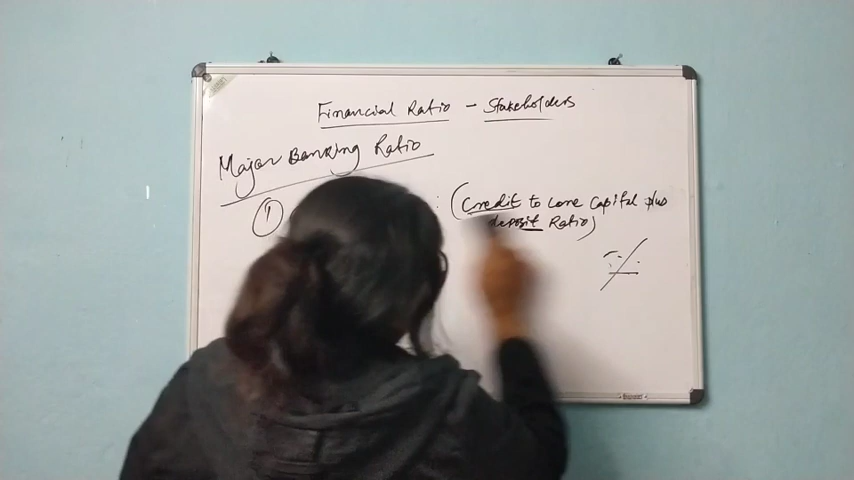 Financial Ratio - Stakeholders
Major Banking Ratio
① : (Credit to core capital plus
deposit Ratio)